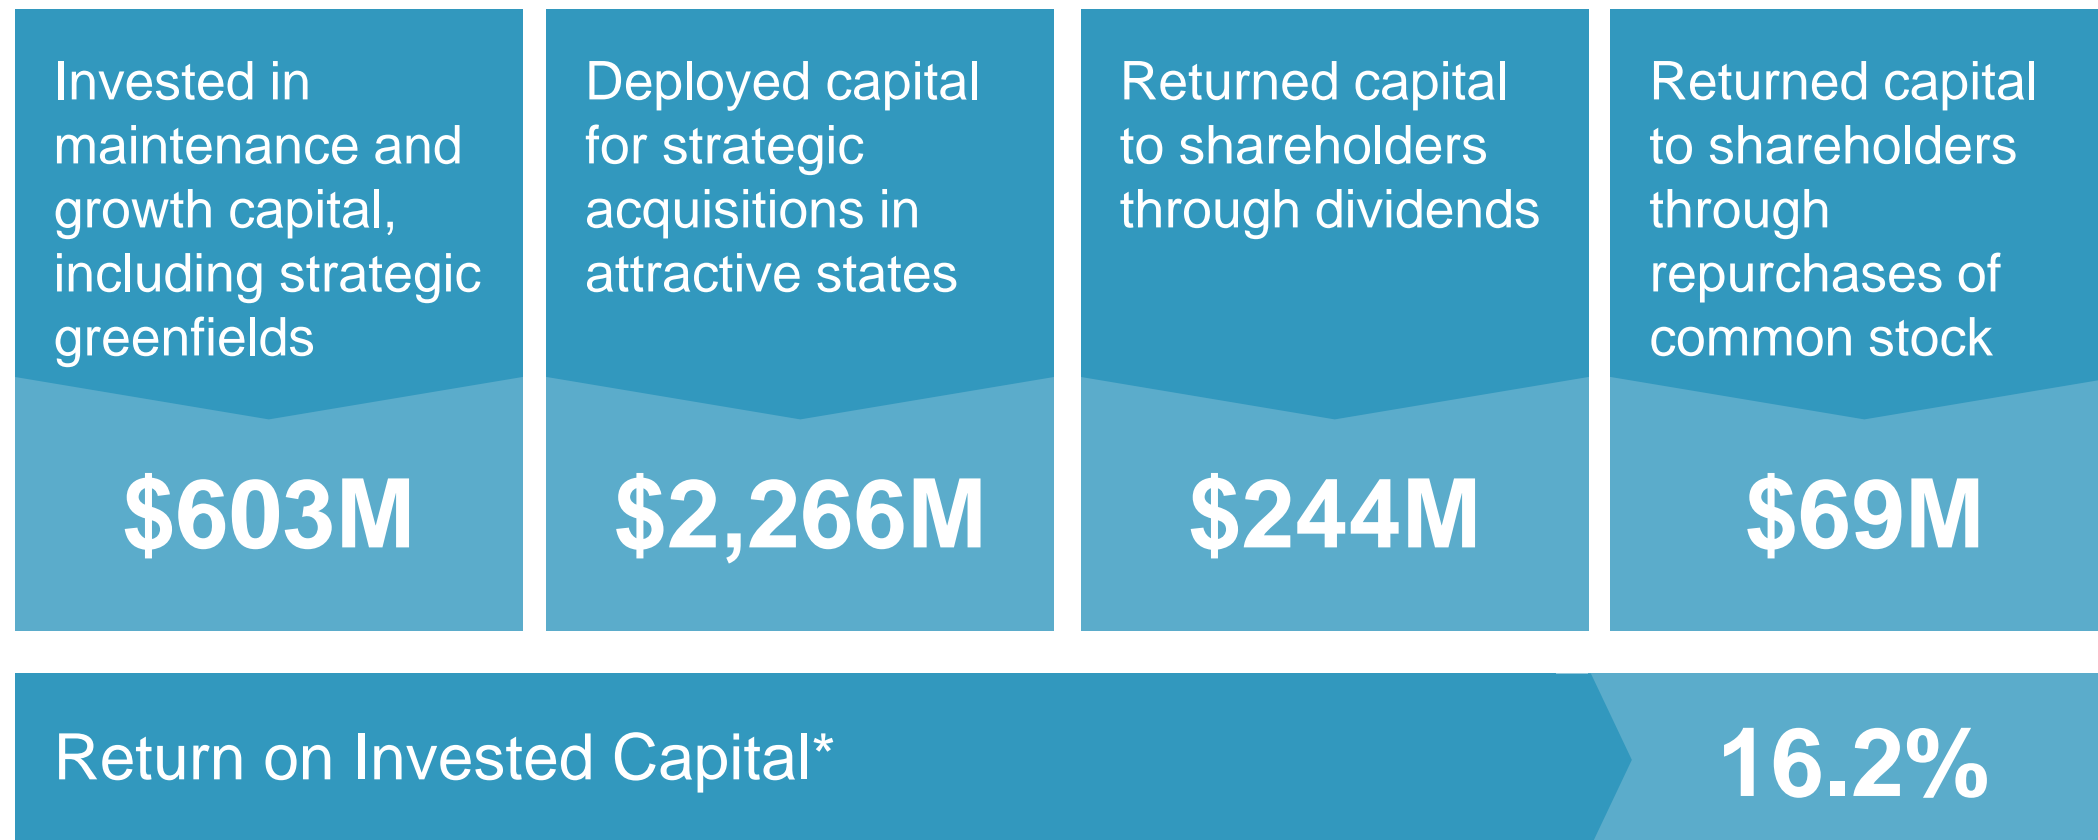 Invested in
maintenance and
growth capital,
including strategic
greenfields
$603M
Deployed capital
for strategic
acquisitions in
attractive states
$2,266M
Returned capital
to shareholders
through dividends
$244M
Returned capital
to shareholders
through
repurchases of
common stock
$69M
Return on Invested Capital*
16.2%